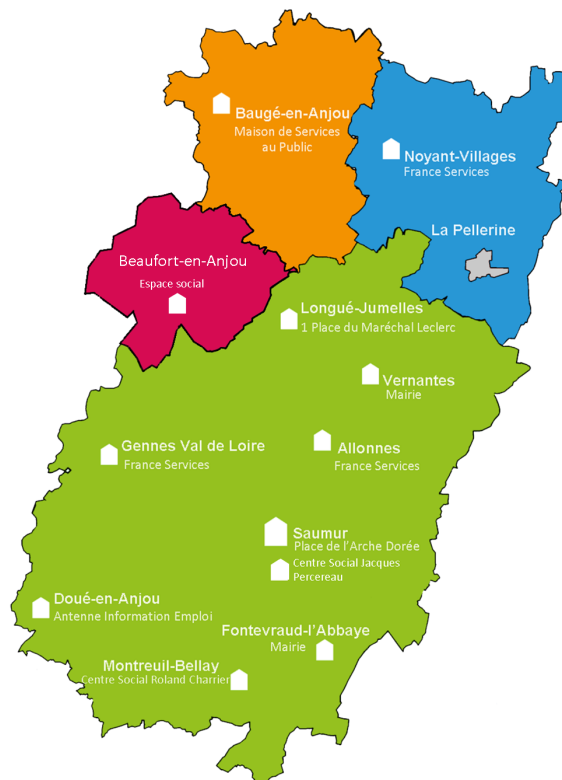 Baugé-en-Anjou
Maison de Services
au Public
Noyant-Villages
France Services
La Pellerine
Beaufort-en-Anjou
Espace social
Longué-Jumelles
1 Place du Maréchal Leclerc
Vernantes
Mairie
Gennes Val de Loire
France Services
Allonnes
France Services
Saumur
Place de l'Arche Dorée
Centre Social Jacques
Percereau
Doué-en-Anjou
Antenne Information Emploi
Fontevraud-l'Abbaye
Mairie
Montreuil-Bellay
Centre Social Roland Charrier